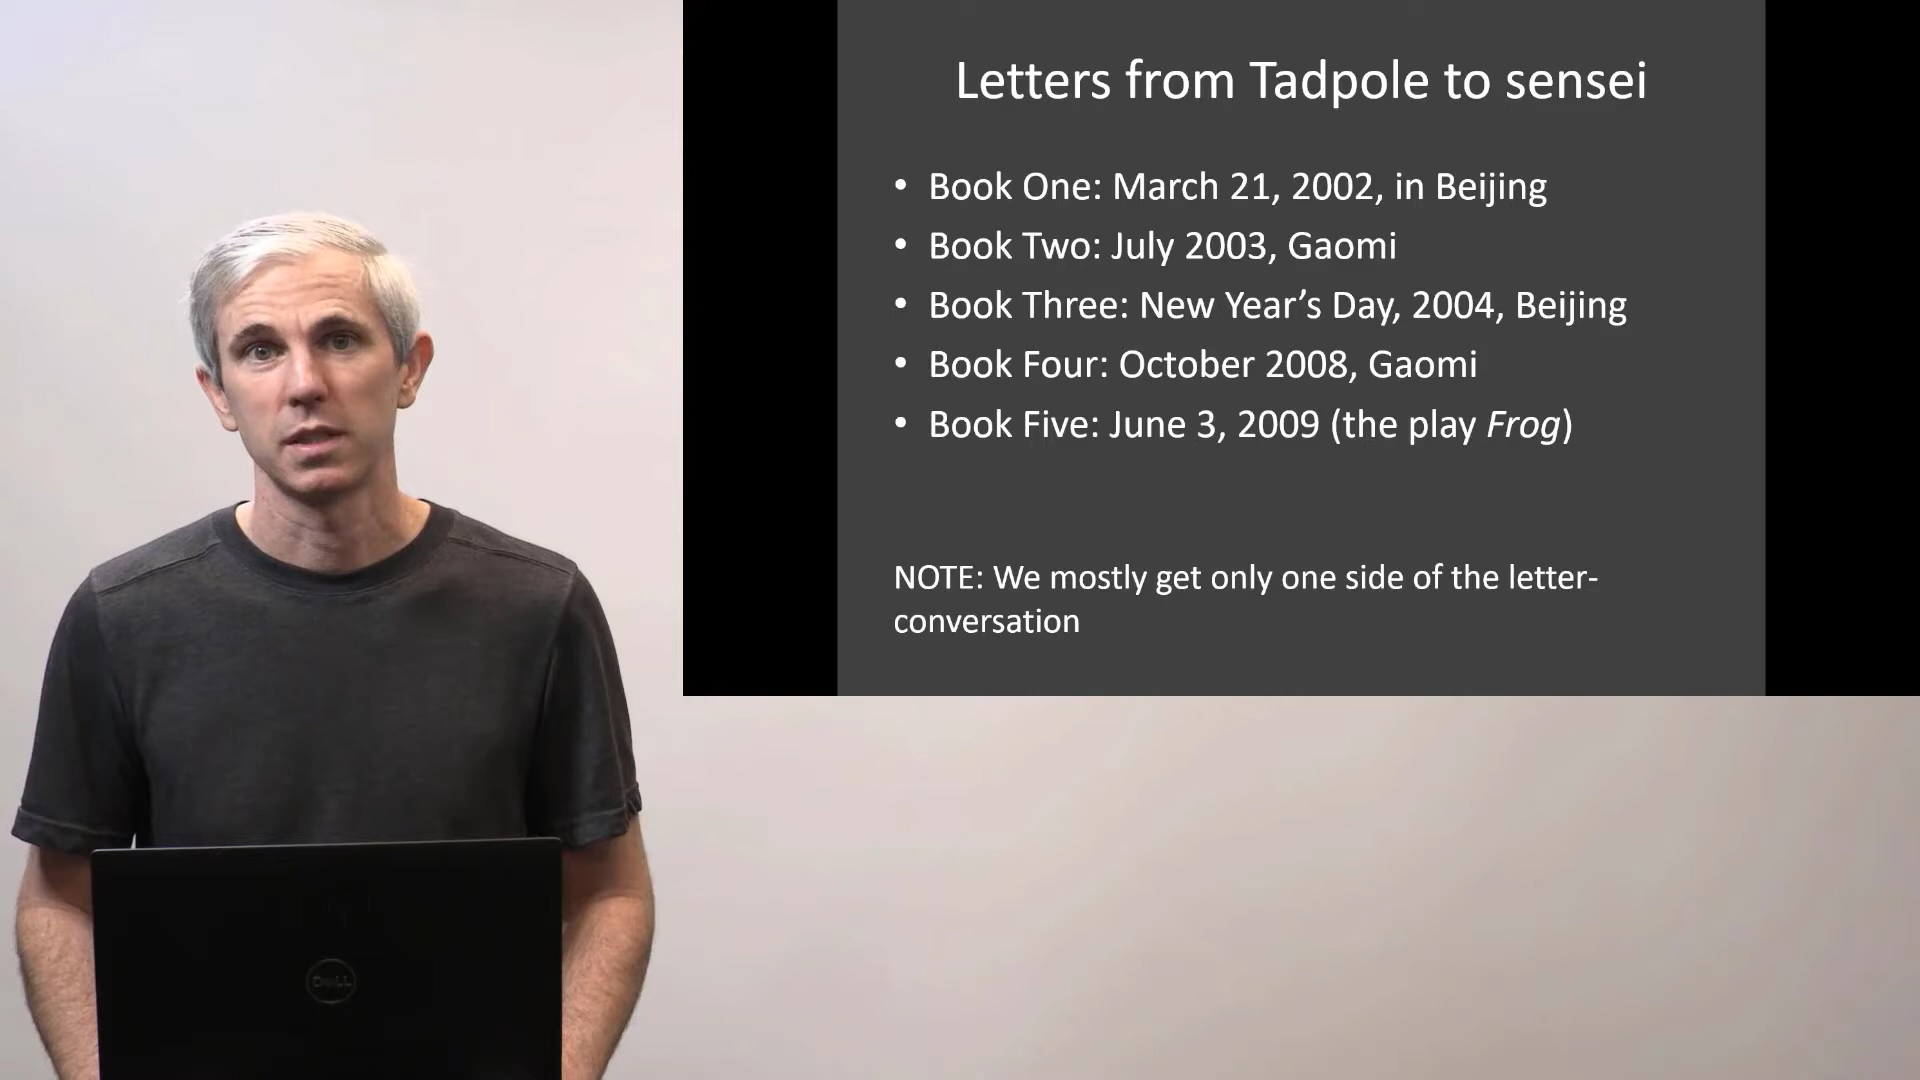 Letters from Tadpole to sensei
• Book One: March 21, 2002, in Beijing
• Book Two: July 2003, Gaomi
• Book Three: New Year’s Day, 2004, Beijing
• Book Four: October 2008, Gaomi
• Book Five: June 3, 2009 (the play Frog)
NOTE: We mostly get only one side of the letter-
conversation
DELL